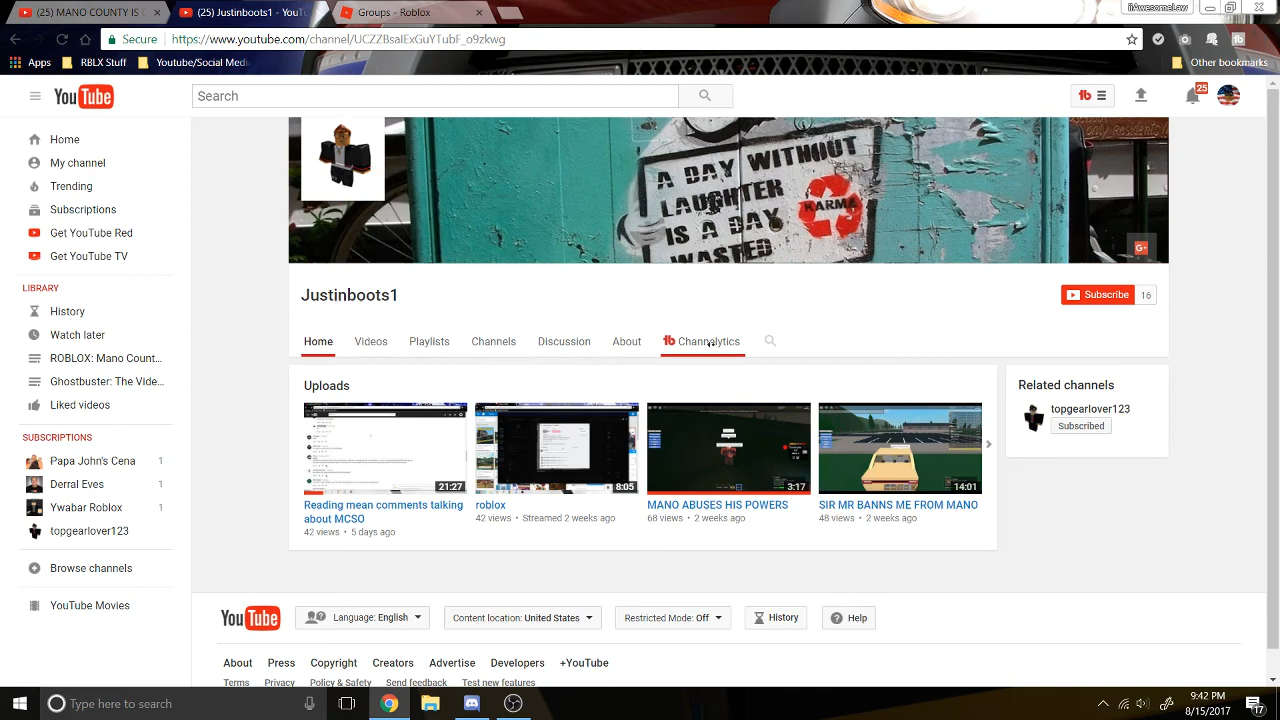 (25) MANO COUNTY IS
(25) Justinboots1 - YouT
Groups - Roblox
iiAwesomeLaw
Secure
https://www.youtube.com/channel/UCZZBsaIExGuYTubF_o9zkwg
Apps
RBLX Stuff
Youtube/Social Medi
Other bookmarks
YouTube
Search
tb
25
Home
My channel
Trending
Subscriptions
Get YouTube Red
Get YouTube TV
LIBRARY
History
Watch later
ROBLOX: Mano Count...
Ghostbuster: The Vide...
Liked videos
SUBSCRIPTIONS
1
Derral Eves 1
Ywabar Roblox 1
topgearlover123
Browse channels
YouTube Movies
A DAY WITHOUT
LAUGHTER
IS A DAY
WASTED
KARMA
G+
Justinboots1
Subscribe 16
Home Videos Playlists Channels Discussion About tb Channelytics
Uploads
21:27
Reading mean comments talking
about MCSO
42 views • 5 days ago
8:05
roblox
42 views • Streamed 2 weeks ago
3:17
MANO ABUSES HIS POWERS
68 views • 2 weeks ago
14:01
SIR MR BANNS ME FROM MANO
48 views • 2 weeks ago
Related channels
topgearlover123
Subscribed
YouTube
Language: English
Content location: United States
Restricted Mode: Off
History
Help
About Press Copyright Creators Advertise Developers +YouTube
Terms Privacy Policy & Safety Send feedback Test new features
Type here to search
9:42 PM
8/15/2017
17